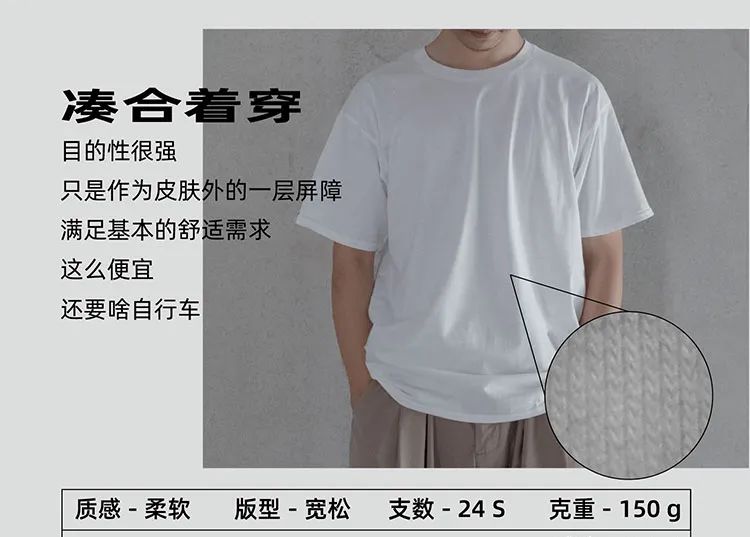 凑合着穿
目的性很强
只是作为皮肤外的一层屏障
满足基本的舒适需求
这么便宜
还要啥自行车
质感 - 柔软 版型 - 宽松 支数 - 24 S 克重 - 150 g